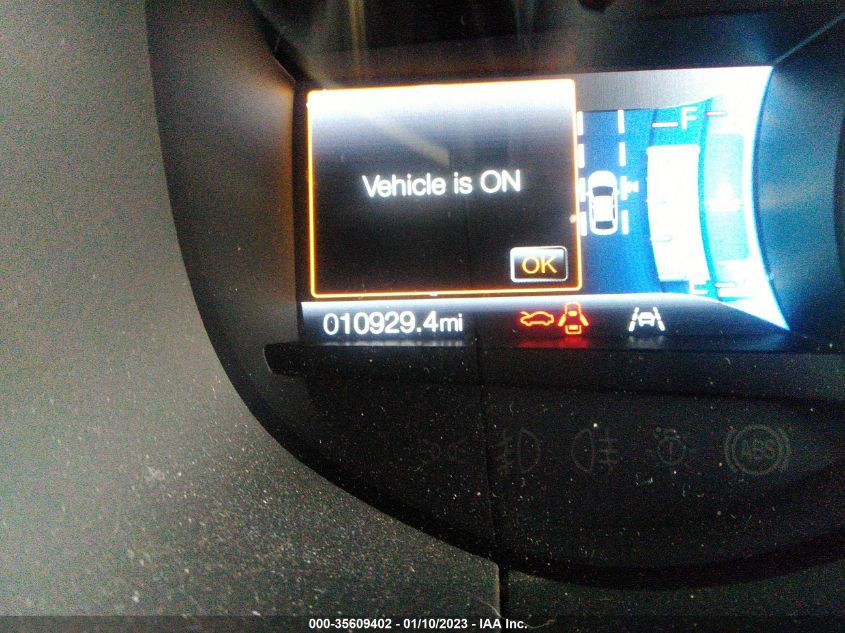 Vehicle is ON
F
OK
E
010929.4mi
ABS
000-35609402 - 01/10/2023 - IAA Inc.